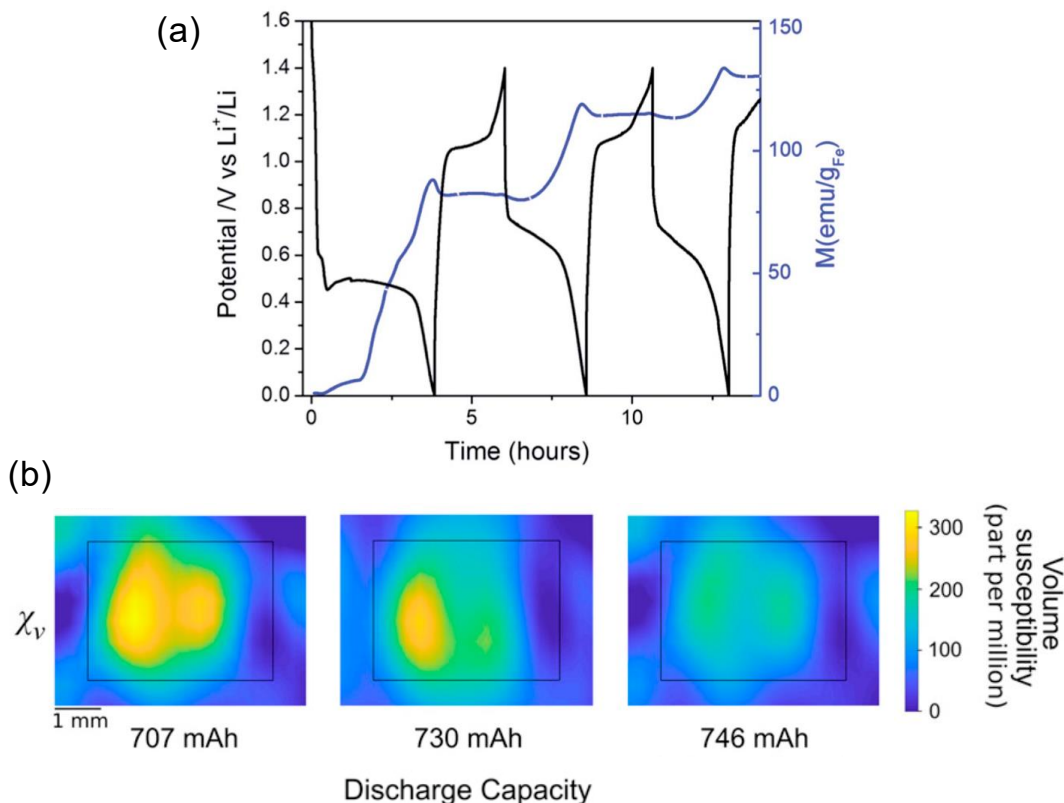 (a)
1.6
1.4
1.2
1.0
0.8
0.6
0.4
0.2
0.0
Potential /V vs Li⁺/Li
0
5
10
Time (hours)
150
100
50
0
M(emu/g_Fe)
(b)
χ_v
1 mm
707 mAh
730 mAh
746 mAh
Discharge Capacity
300
200
100
0
Volume
susceptibility
(part per million)